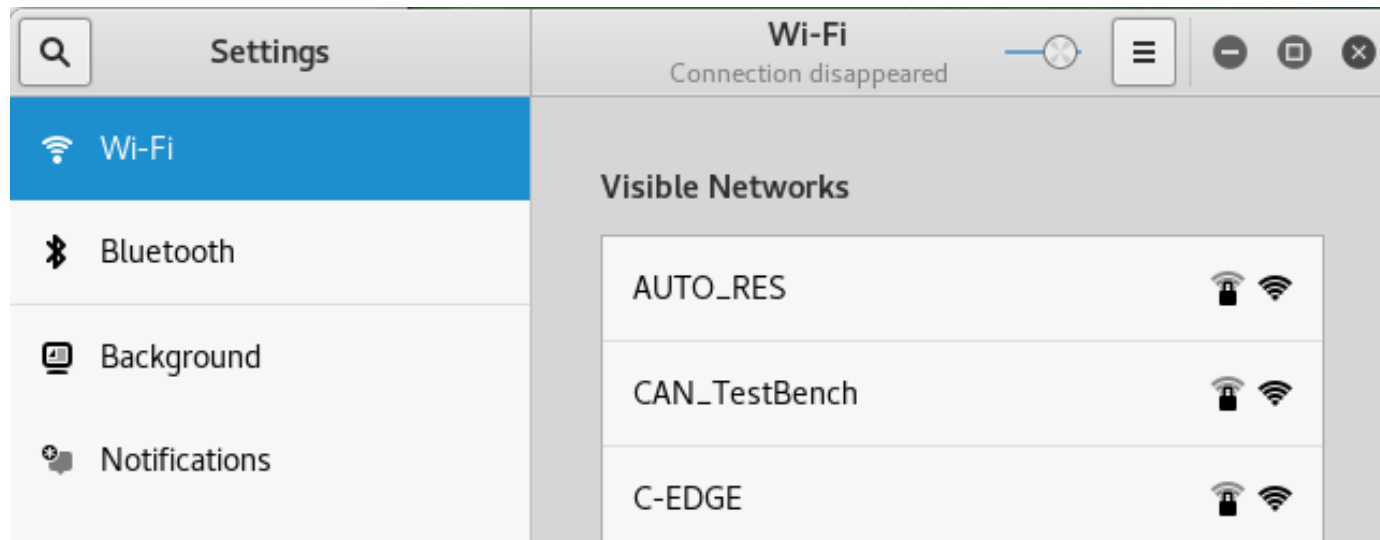 Settings
Wi-Fi
Connection disappeared
Wi-Fi
Bluetooth
Background
Notifications
Visible Networks
AUTO_RES
CAN_TestBench
C-EDGE